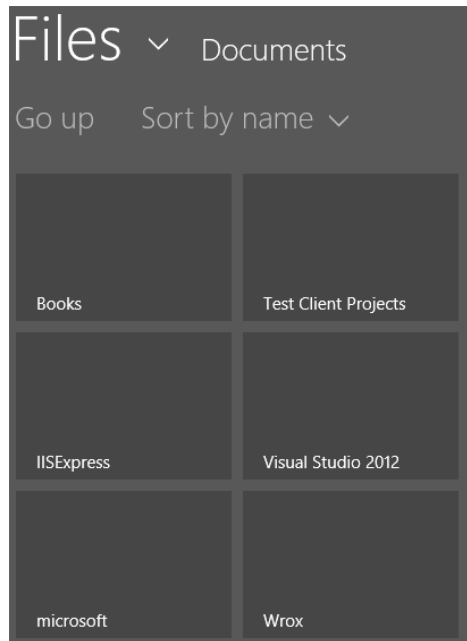 Files Documents
Go up Sort by name
Books
Test Client Projects
IISExpress
Visual Studio 2012
microsoft
Wrox